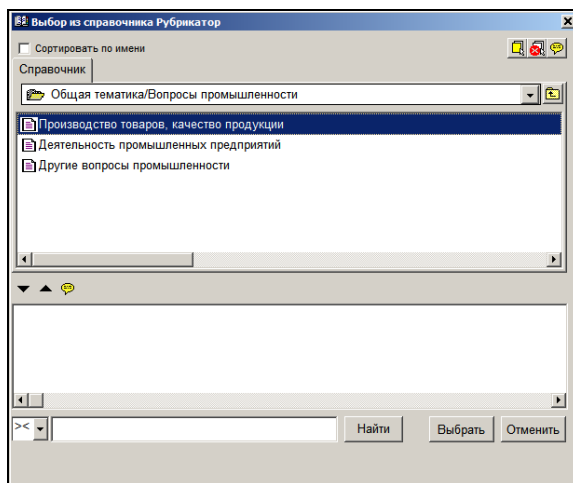 Выбор из справочника Рубрикатор
Сортировать по имени
Справочник
Общая тематика/Вопросы промышленности
Производство товаров, качество продукции
Деятельность промышленных предприятий
Другие вопросы промышленности
>< Найти Выбрать Отменить